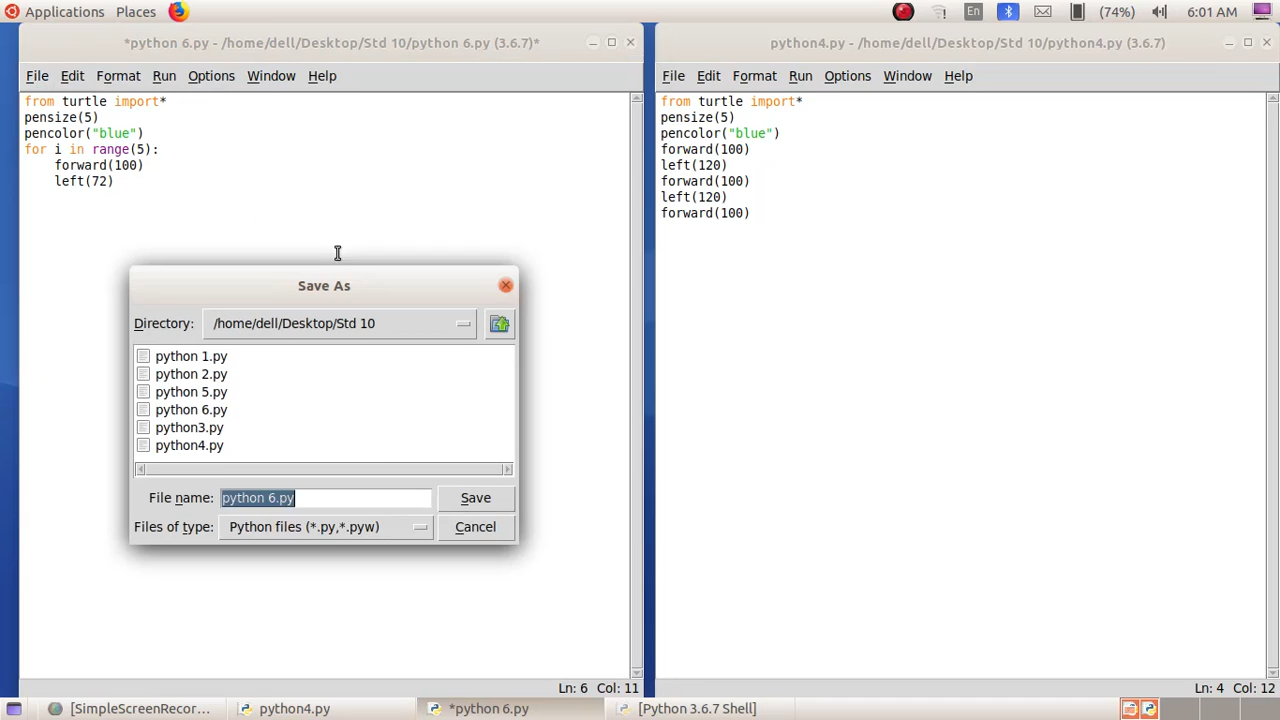 Applications Places En (74%) 6:01 AM
*python 6.py - /home/dell/Desktop/Std 10/python 6.py (3.6.7)*
File Edit Format Run Options Window Help
from turtle import*
pensize(5)
pencolor("blue")
for i in range(5):
    forward(100)
    left(72)
Save As
Directory: /home/dell/Desktop/Std 10
python 1.py
python 2.py
python 5.py
python 6.py
python3.py
python4.py
File name: python 6.py Save
Files of type: Python files (*.py,*.pyw) Cancel
Ln: 6 Col: 11
python4.py - /home/dell/Desktop/Std 10/python4.py (3.6.7)
File Edit Format Run Options Window Help
from turtle import*
pensize(5)
pencolor("blue")
forward(100)
left(120)
forward(100)
left(120)
forward(100)
Ln: 4 Col: 12
[SimpleScreenRecor... python4.py *python 6.py [Python 3.6.7 Shell]